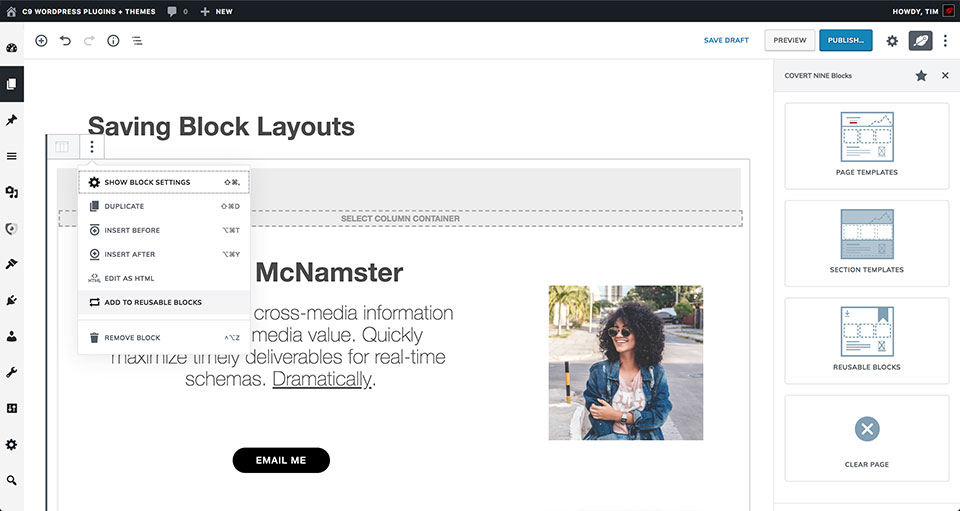 C9 WORDPRESS PLUGINS + THEMES
0
NEW
HOWDY, TIM
SAVE DRAFT
PREVIEW
PUBLISH...
Saving Block Layouts
SHOW BLOCK SETTINGS ⇧⌘,
DUPLICATE ⇧⌘D
INSERT BEFORE ⌥⌘T
INSERT AFTER ⌥⌘Y
HTML EDIT AS HTML
ADD TO REUSABLE BLOCKS
REMOVE BLOCK ^⌥Z
SELECT COLUMN CONTAINER
McNamster
cross-media information
media value. Quickly
maximize timely deliverables for real-time
schemas. Dramatically.
EMAIL ME
COVERT NINE Blocks
PAGE TEMPLATES
SECTION TEMPLATES
REUSABLE BLOCKS
CLEAR PAGE